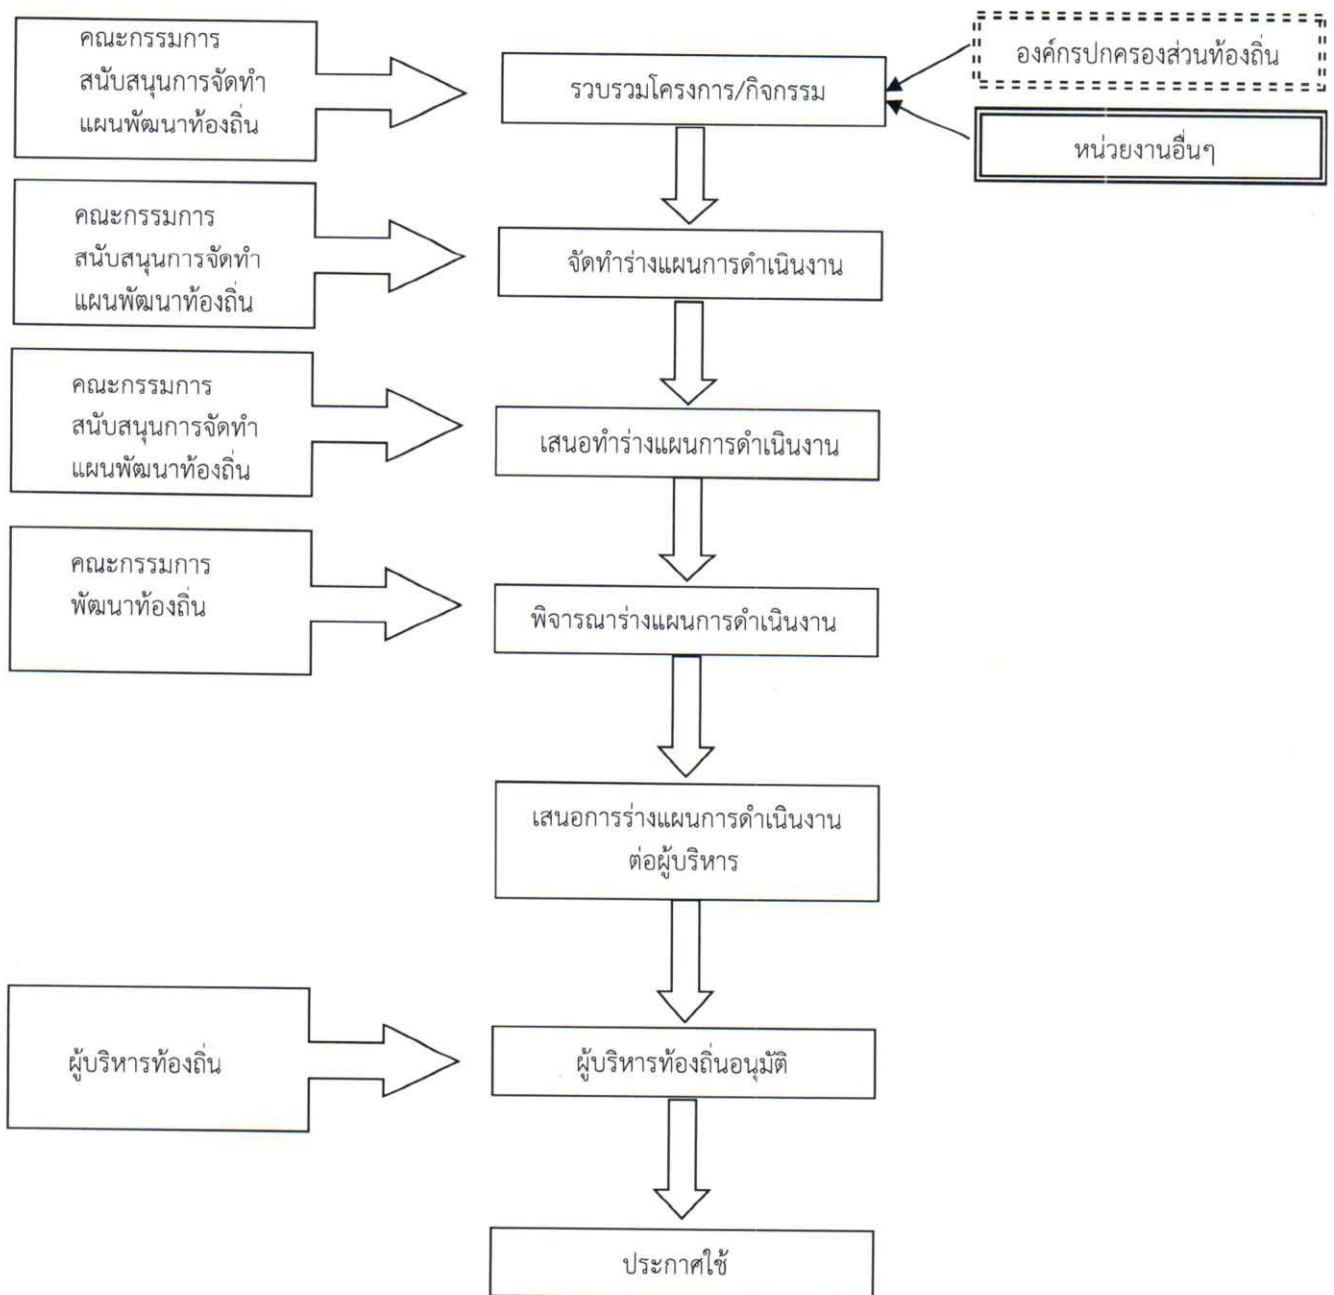 คณะกรรมการ
สนับสนุนการจัดทำ
แผนพัฒนาท้องถิ่น
รวบรวมโครงการ/กิจกรรม
องค์กรปกครองส่วนท้องถิ่น
หน่วยงานอื่นๆ
คณะกรรมการ
สนับสนุนการจัดทำ
แผนพัฒนาท้องถิ่น
จัดทำร่างแผนการดำเนินงาน
คณะกรรมการ
สนับสนุนการจัดทำ
แผนพัฒนาท้องถิ่น
เสนอทำร่างแผนการดำเนินงาน
คณะกรรมการ
พัฒนาท้องถิ่น
พิจารณาร่างแผนการดำเนินงาน
เสนอการร่างแผนการดำเนินงาน
ต่อผู้บริหาร
ผู้บริหารท้องถิ่น
ผู้บริหารท้องถิ่นอนุมัติ
ประกาศใช้